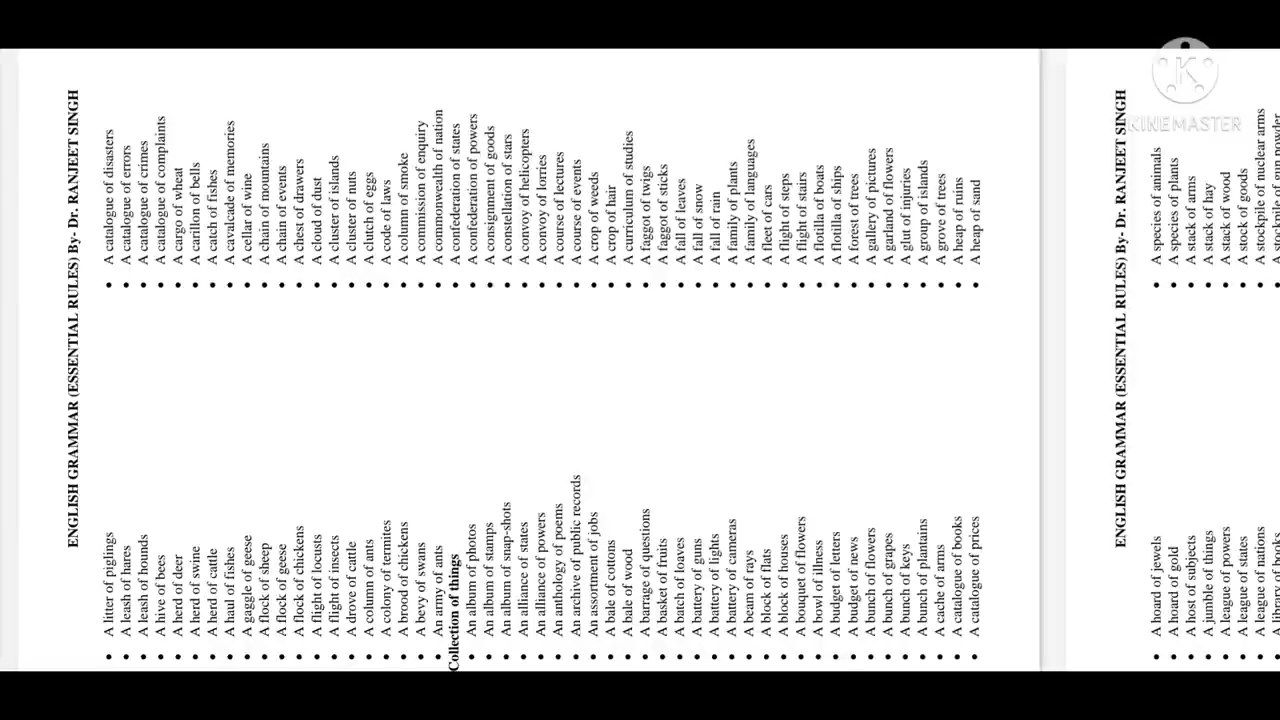 ENGLISH GRAMMAR (ESSENTIAL RULES) By- Dr. RANJEET SINGH
• A litter of piglings
• A leash of hares
• A leash of hounds
• A hive of bees
• A herd of deer
• A herd of swine
• A herd of cattle
• A haul of fishes
• A gaggle of geese
• A flock of sheep
• A flock of geese
• A flock of chickens
• A flight of locusts
• A flight of insects
• A drove of cattle
• A column of ants
• A colony of termites
• A brood of chickens
• A bevy of swans
• An army of ants
Collection of things
• An album of photos
• An album of stamps
• An album of snap-shots
• An alliance of states
• An alliance of powers
• An anthology of poems
• An archive of public records
• An assortment of jobs
• A bale of cottons
• A bale of wood
• A barrage of questions
• A basket of fruits
• A batch of loaves
• A battery of guns
• A battery of lights
• A battery of cameras
• A beam of rays
• A block of flats
• A block of houses
• A bouquet of flowers
• A bowl of illness
• A budget of letters
• A budget of news
• A bunch of flowers
• A bunch of grapes
• A bunch of keys
• A bunch of plantains
• A cache of arms
• A catalogue of books
• A catalogue of prices
• A catalogue of disasters
• A catalogue of errors
• A catalogue of crimes
• A catalogue of complaints
• A cargo of wheat
• A carillon of bells
• A catch of fishes
• A cavalcade of memories
• A cellar of wine
• A chain of mountains
• A chain of events
• A chest of drawers
• A cloud of dust
• A cluster of islands
• A cluster of nuts
• A clutch of eggs
• A code of laws
• A column of smoke
• A commission of enquiry
• A commonwealth of nation
• A confederation of states
• A confederation of powers
• A consignment of goods
• A constellation of stars
• A convoy of helicopters
• A convoy of lorries
• A course of lectures
• A course of events
• A crop of weeds
• A crop of hair
• A curriculum of studies
• A faggot of twigs
• A faggot of sticks
• A fall of leaves
• A fall of snow
• A fall of rain
• A family of plants
• A family of languages
• A fleet of cars
• A flight of steps
• A flight of stairs
• A flotilla of boats
• A flotilla of ships
• A forest of trees
• A gallery of pictures
• A garland of flowers
• A glut of injuries
• A group of islands
• A grove of trees
• A heap of ruins
• A heap of sand
ENGLISH GRAMMAR (ESSENTIAL RULES) By- Dr. RANJEET SINGH
• A hoard of jewels
• A hoard of gold
• A host of subjects
• A jumble of things
• A league of powers
• A league of states
• A league of nations
• A library of books
• A species of animals
• A species of plants
• A stack of arms
• A stack of hay
• A stack of wood
• A stock of goods
• A stockpile of nuclear arms
• A stockpile of gunpowder
KINEMASTER